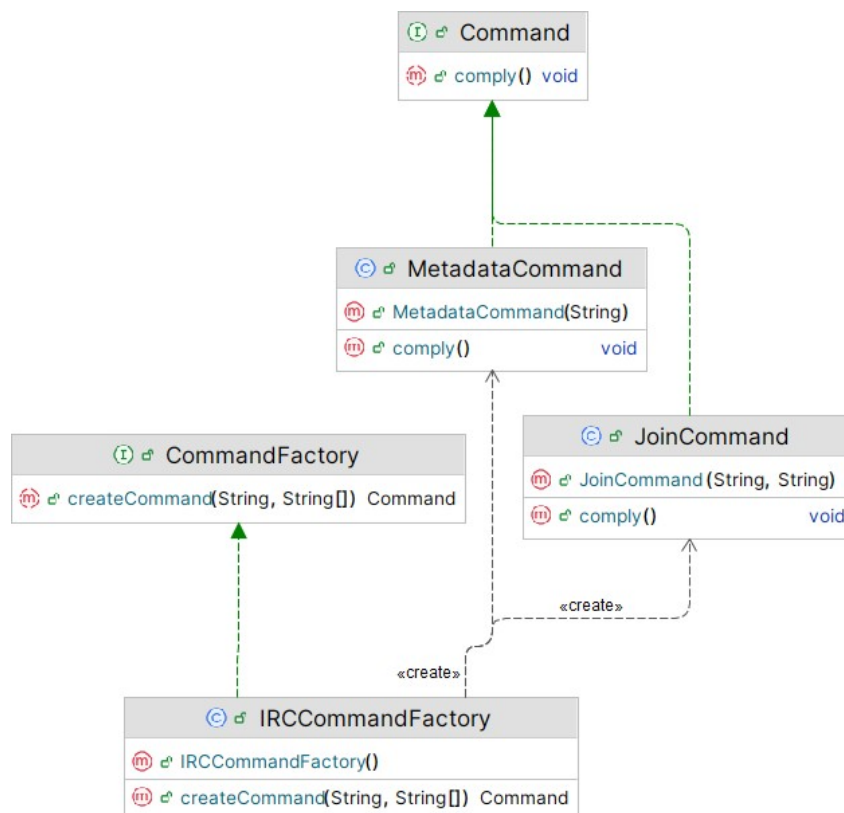 Command
comply() void
MetadataCommand
MetadataCommand(String)
comply() void
JoinCommand
JoinCommand(String, String)
comply() void
CommandFactory
createCommand(String, String[]) Command
«create»
«create»
IRCCommandFactory
IRCCommandFactory()
createCommand(String, String[]) Command